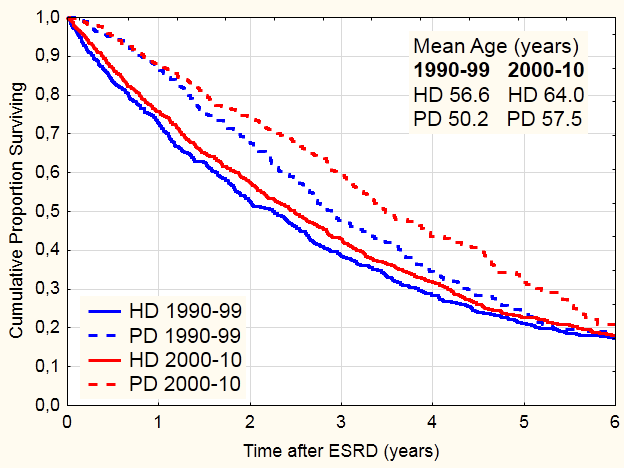 1,0
0,9
0,8
0,7
0,6
0,5
0,4
0,3
0,2
0,1
0,0
Cumulative Proportion Surviving
Mean Age (years)
1990-99 2000-10
HD 56.6 HD 64.0
PD 50.2 PD 57.5
HD 1990-99
PD 1990-99
HD 2000-10
PD 2000-10
0 1 2 3 4 5 6
Time after ESRD (years)